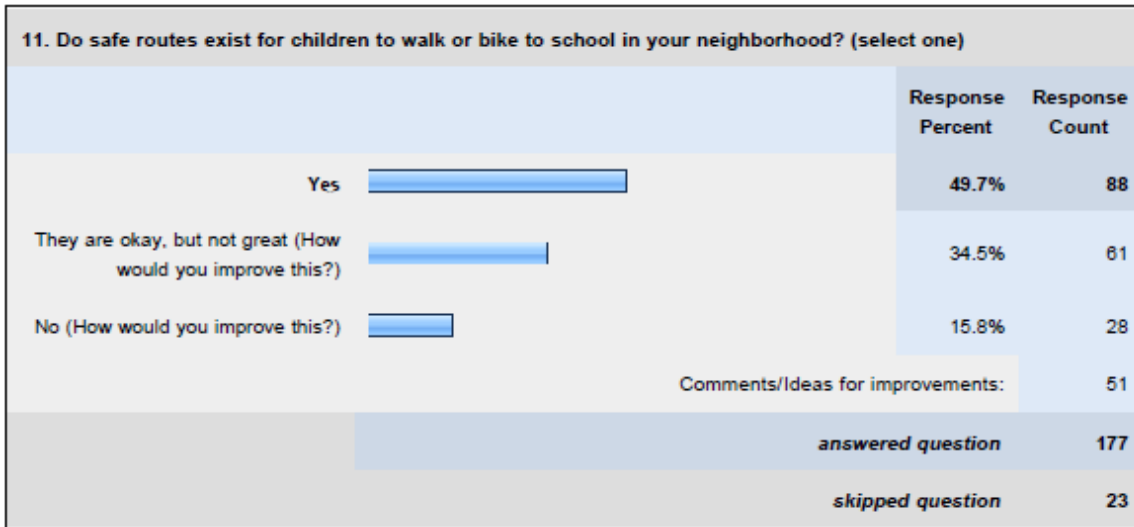 11. Do safe routes exist for children to walk or bike to school in your neighborhood? (select one)
Response Response
Percent Count
Yes 49.7% 88
They are okay, but not great (How
would you improve this?) 34.5% 61
No (How would you improve this?) 15.8% 28
Comments/Ideas for improvements: 51
answered question 177
skipped question 23